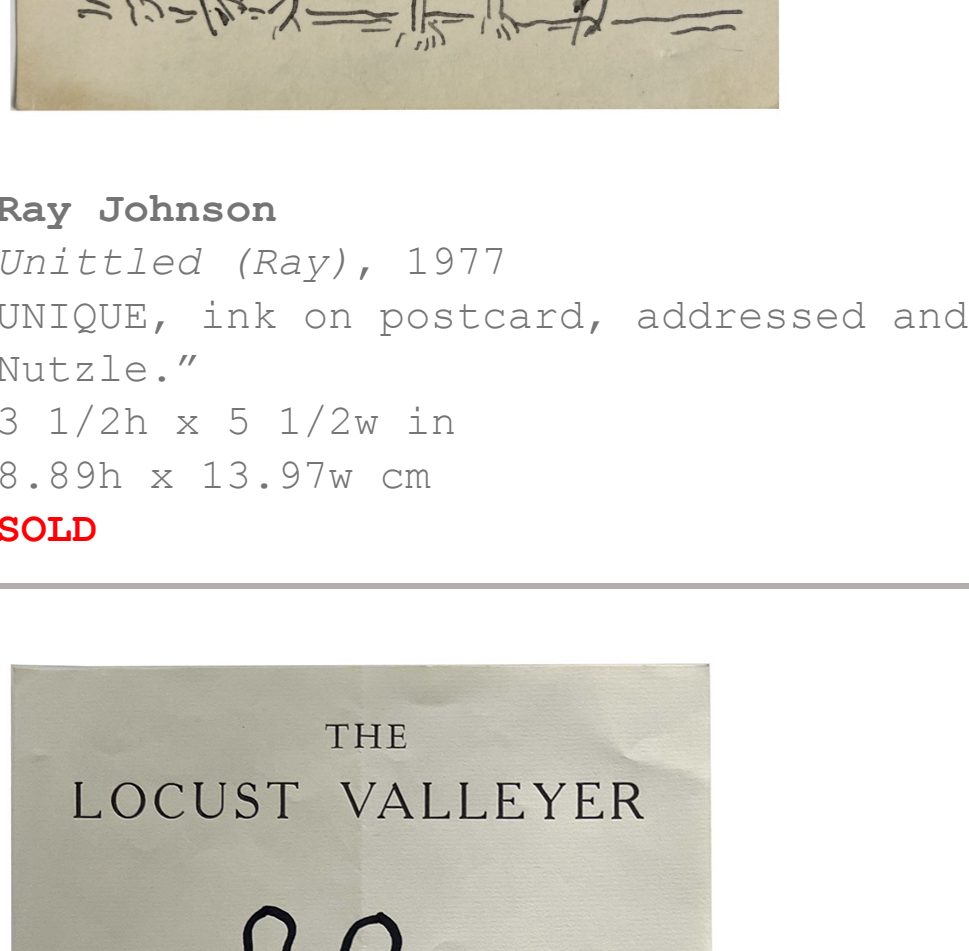 Ray Johnson
Unittled (Ray), 1977
UNIQUE, ink on postcard, addressed and
Nutzle.”
3 1/2h x 5 1/2w in
8.89h x 13.97w cm
SOLD
THE
LOCUST VALLEYER